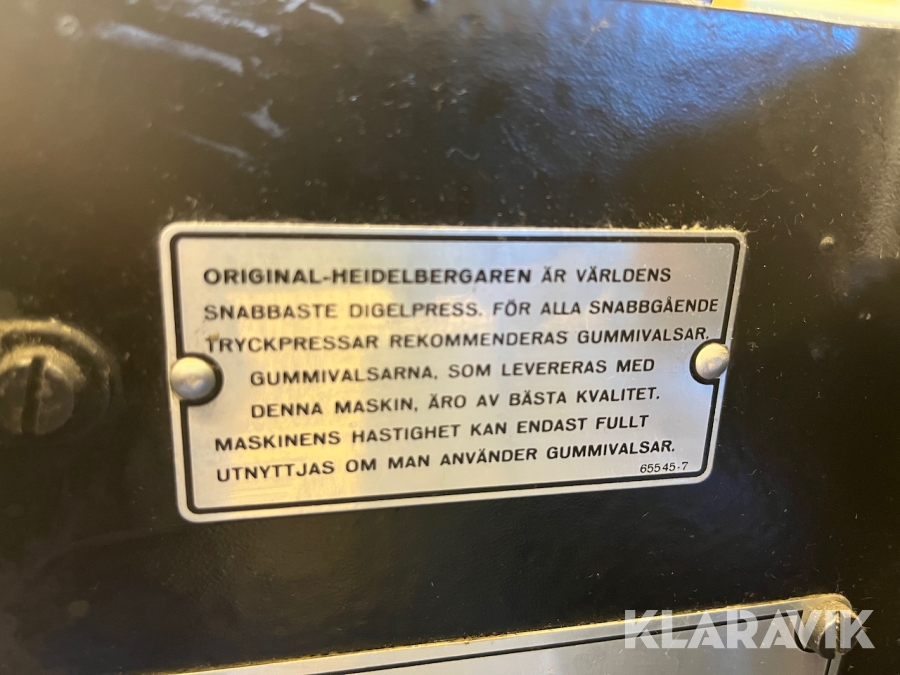 ORIGINAL-HEIDELBERGAREN ÄR VÄRLDENS
SNABBASTE DIGELPRESS. FÖR ALLA SNABBGÅENDE
TRYCKPRESSAR REKOMMENDERAS GUMMIVALSAR.
GUMMIVALSARNA, SOM LEVERERAS MED
DENNA MASKIN, ÄRO AV BÄSTA KVALITET.
MASKINENS HASTIGHET KAN ENDAST FULLT
UTNYTTJAS OM MAN ANVÄNDER GUMMIVALSAR.
65545-7
KLARAVIK